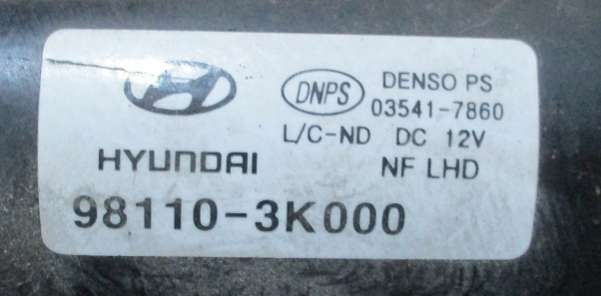 DNPS DENSO PS
03541-7860
L/C-ND DC 12V
HYUNDAI NF LHD
98110-3K000